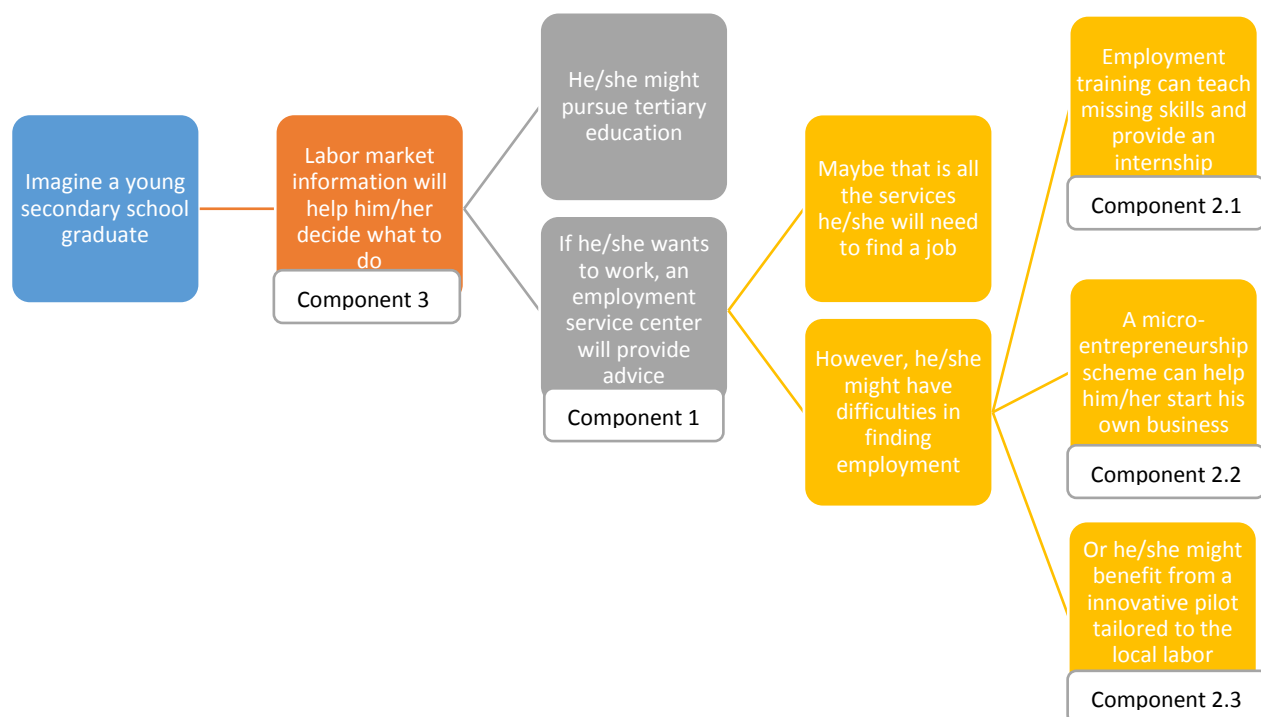 Imagine a young
secondary school
graduate
Labor market
information will
help him/her
decide what to
do
Component 3
He/she might
pursue tertiary
education
If he/she wants
to work, an
employment
service center
will provide
advice
Component 1
Maybe that is all
the services
he/she will need
to find a job
However, he/she
might have
difficulties in
finding
employment
Employment
training can teach
missing skills and
provide an
internship
Component 2.1
A micro-
entrepreneurship
scheme can help
him/her start his
own business
Component 2.2
Or he/she might
benefit from a
innovative pilot
tailored to the
local labor
Component 2.3